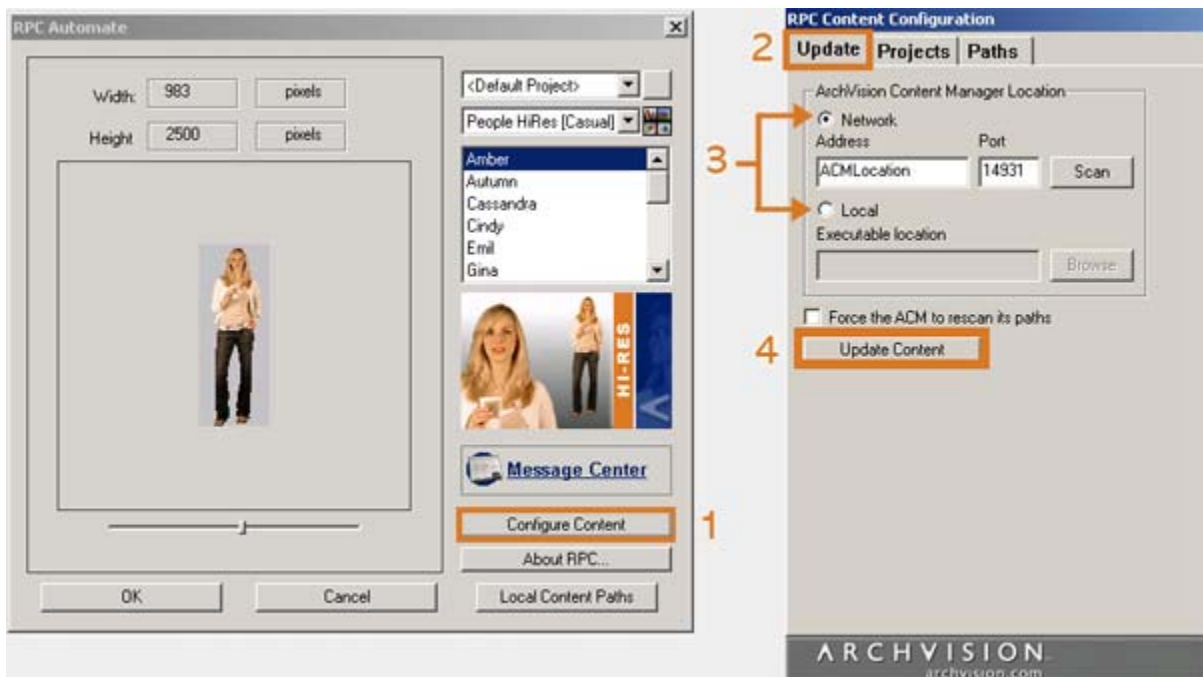 RPC Automate
Width: 983 pixels
Height 2500 pixels
<Default Project>
People HiRes [Casual]
Amber
Autumn
Cassandra
Cindy
Emil
Gina
HI-RES
Message Center
Configure Content
1
About RPC...
OK
Cancel
Local Content Paths
RPC Content Configuration
2
Update Projects Paths
ArchVision Content Manager Location
Network
Address Port
3
ACMLocation 14931 Scan
Local
Executable location
Browse
Force the ACM to rescan its paths
4
Update Content
ARCHVISION
archvision.com